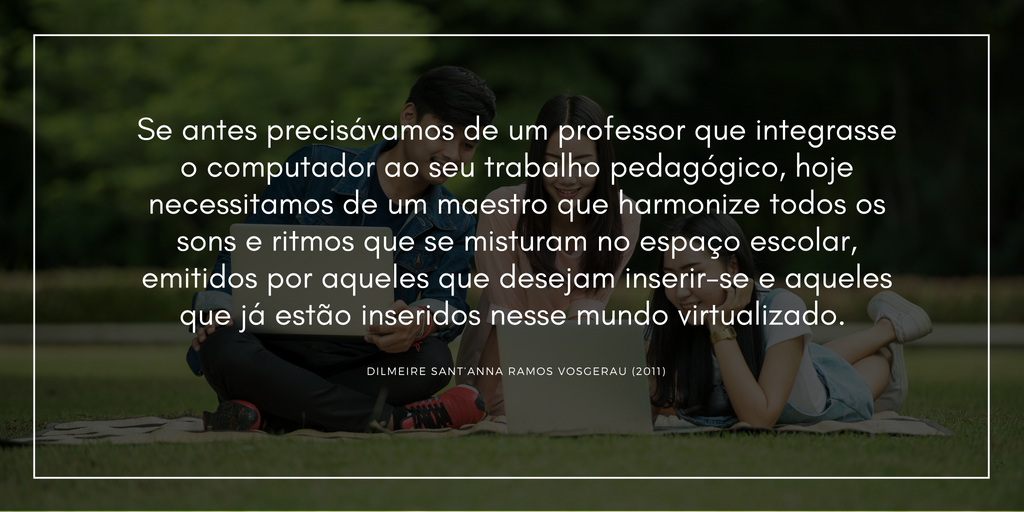 Se antes precisávamos de um professor que integrasse
o computador ao seu trabalho pedagógico, hoje
necessitamos de um maestro que harmonize todos os
sons e ritmos que se misturam no espaço escolar,
emitidos por aqueles que desejam inserir-se e aqueles
que já estão inseridos nesse mundo virtualizado.
DILMEIRE SANT'ANNA RAMOS VOSGERAU (2011)